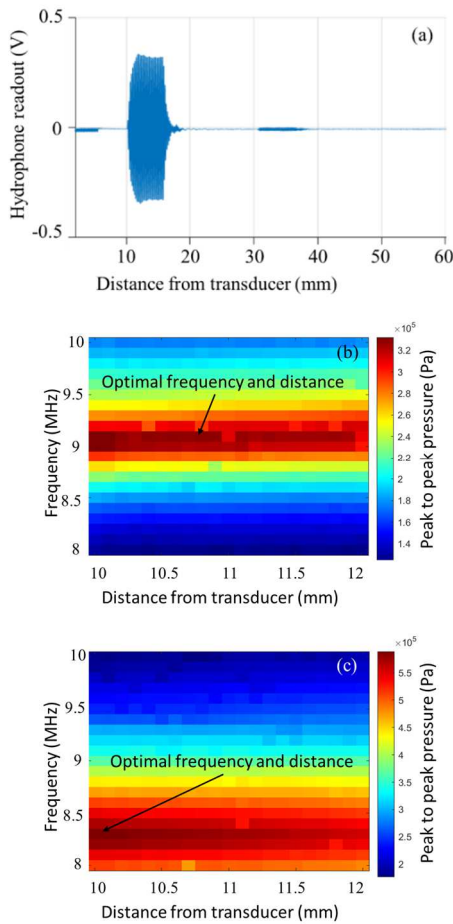 (a)
0.5
0
-0.5
Hydrophone readout (V)
10 20 30 40 50 60
Distance from transducer (mm)
(b)
Optimal frequency and distance
10
9.5
9
8.5
8
Frequency (MHz)
10 10.5 11 11.5 12
Distance from transducer (mm)
×10⁵
3.2
3
2.8
2.6
2.4
2.2
2
1.8
1.6
1.4
Peak to peak pressure (Pa)
(c)
Optimal frequency and distance
10
9.5
9
8.5
8
Frequency (MHz)
10 10.5 11 11.5 12
Distance from transducer (mm)
×10⁵
5.5
5
4.5
4
3.5
3
2.5
2
Peak to peak pressure (Pa)